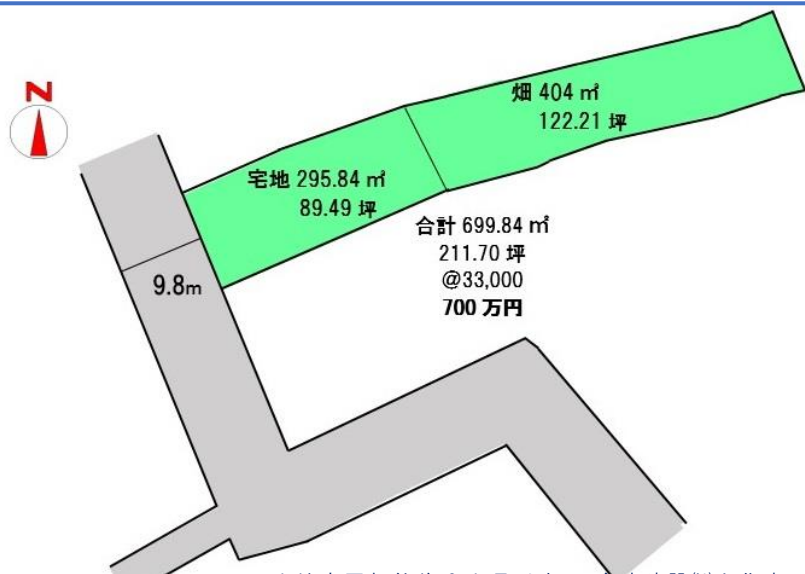 N
畑 404 ㎡
122.21 坪
宅地 295.84 ㎡
89.49 坪
合計 699.84 ㎡
211.70 坪
@33,000
700 万円
9.8m